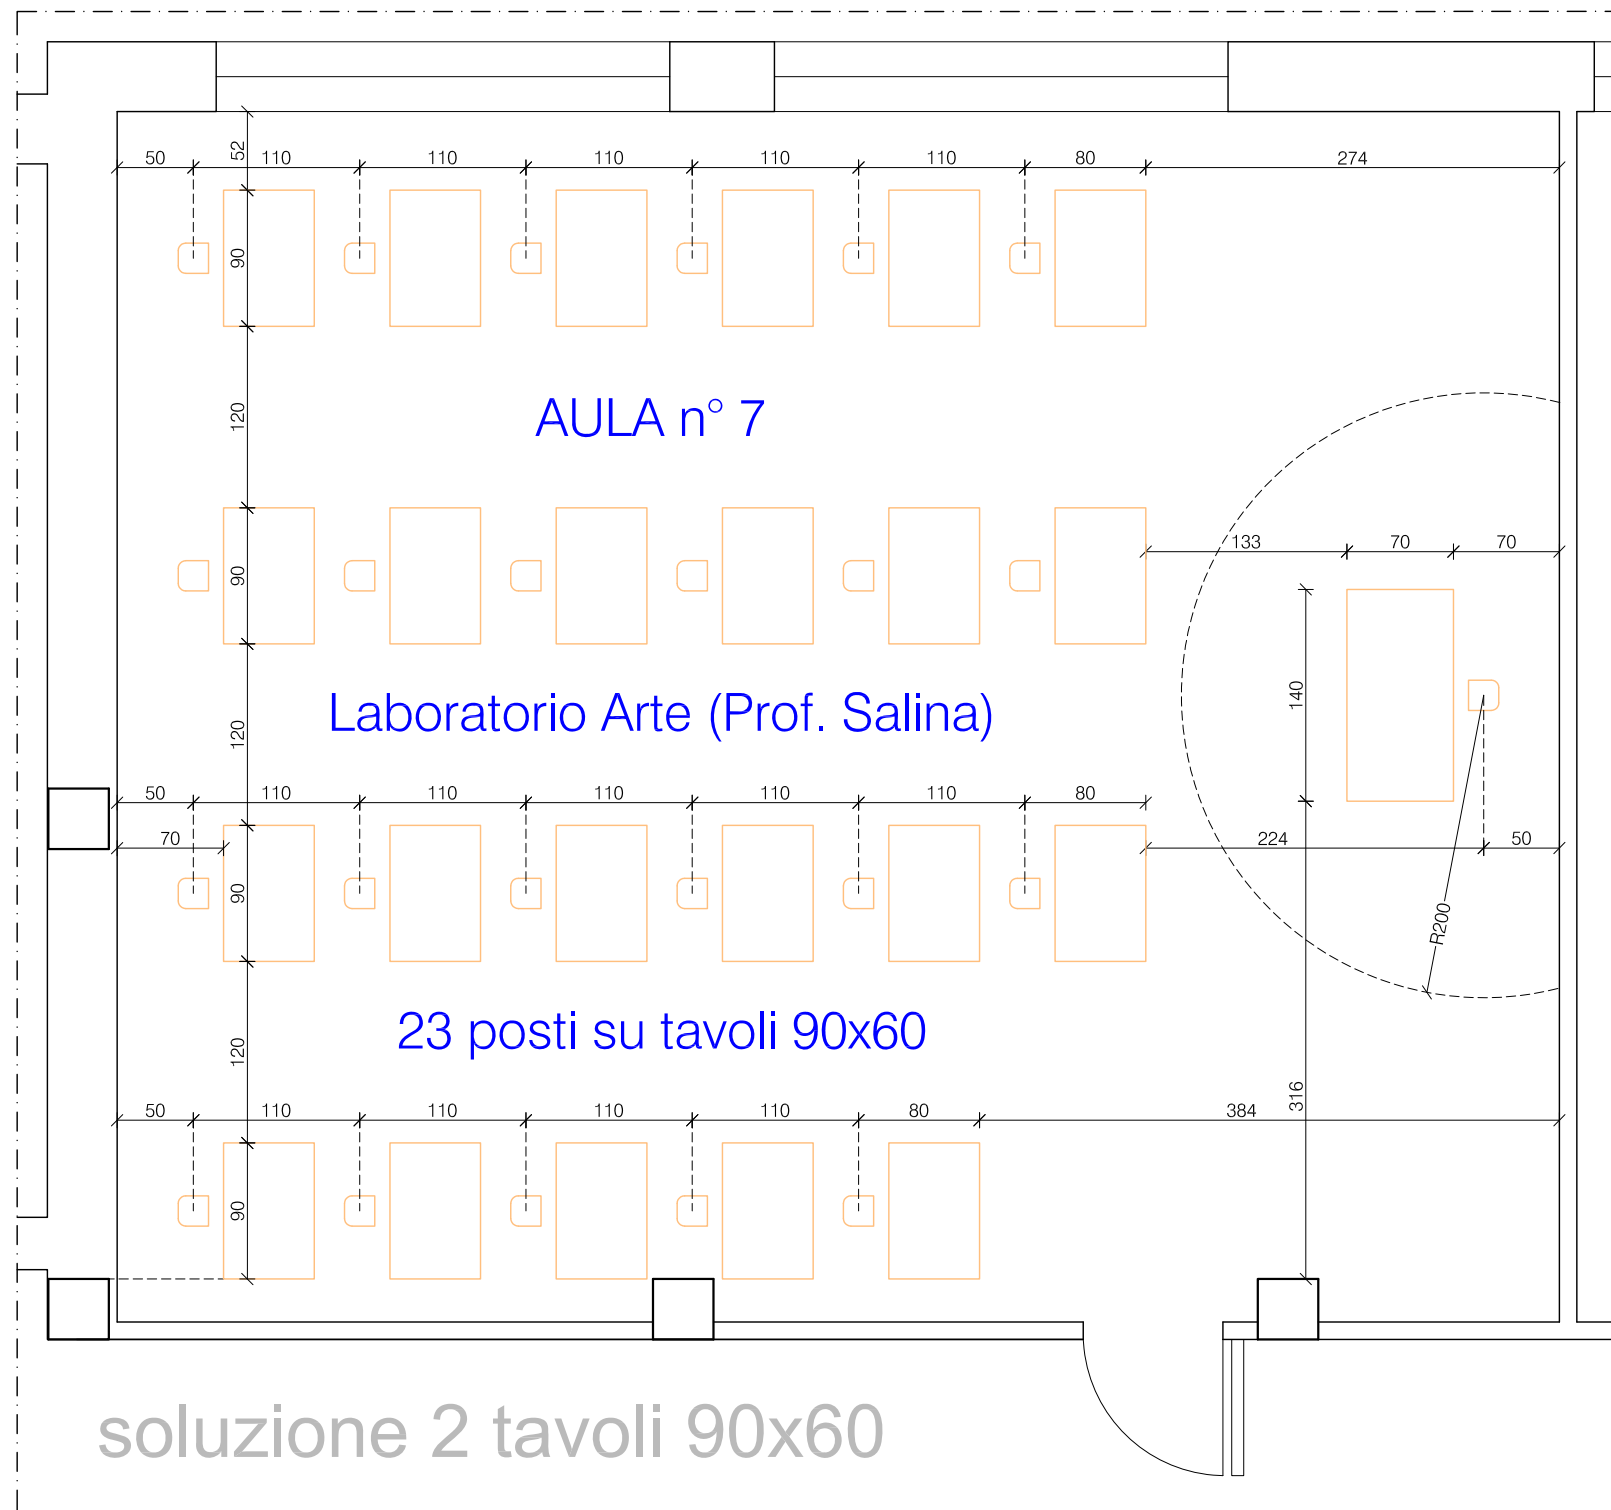 52
50 110 110 110 110 110 80 274
90
AULA n° 7
120
133 70 70
90
140
Laboratorio Arte (Prof. Salina)
120
50 110 110 110 110 110 80
70 224 50
90
R200
23 posti su tavoli 90x60
120
316
50 110 110 110 110 80 384
90
soluzione 2 tavoli 90x60